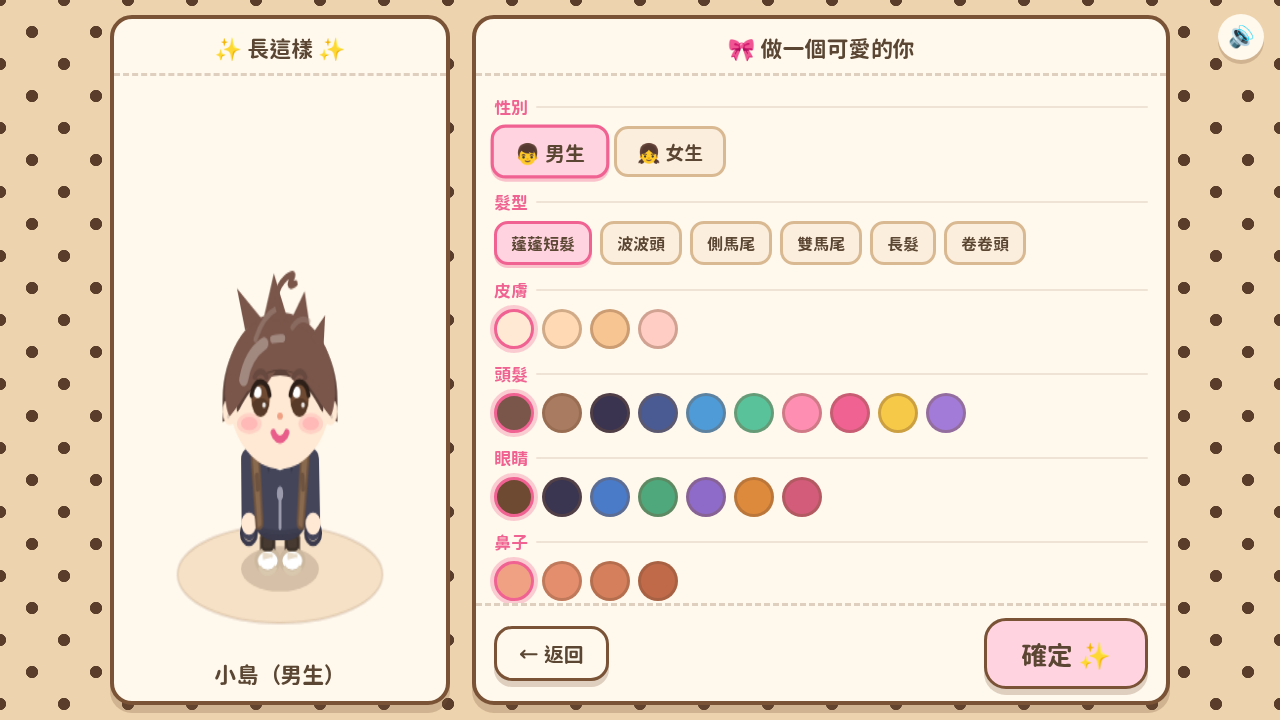 ✨ 長這樣 ✨
小島（男生）
🎀 做一個可愛的你
性別
👦 男生
👧 女生
髮型
蓬蓬短髮
波波頭
側馬尾
雙馬尾
長髮
卷卷頭
皮膚
頭髮
眼睛
鼻子
← 返回
確定 ✨